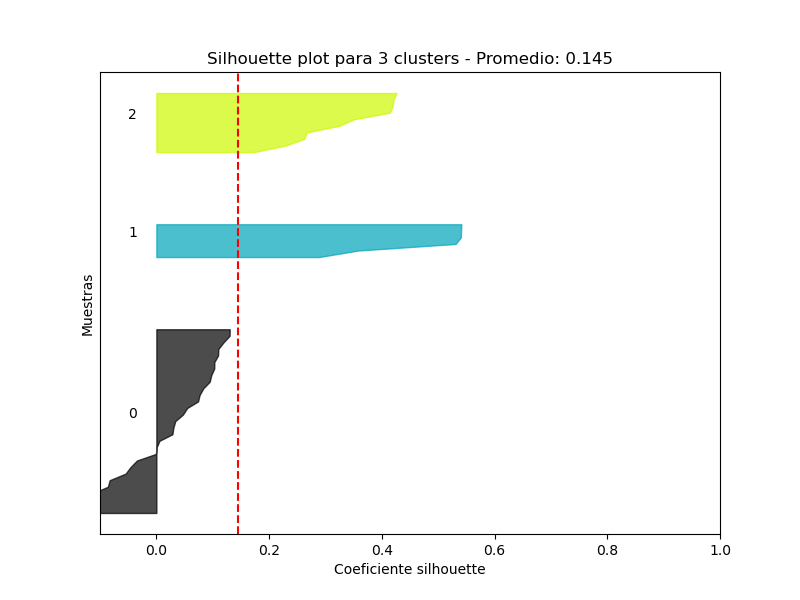 Silhouette plot para 3 clusters - Promedio: 0.145
2
1
0
Muestras
0.0 0.2 0.4 0.6 0.8 1.0
Coeficiente silhouette